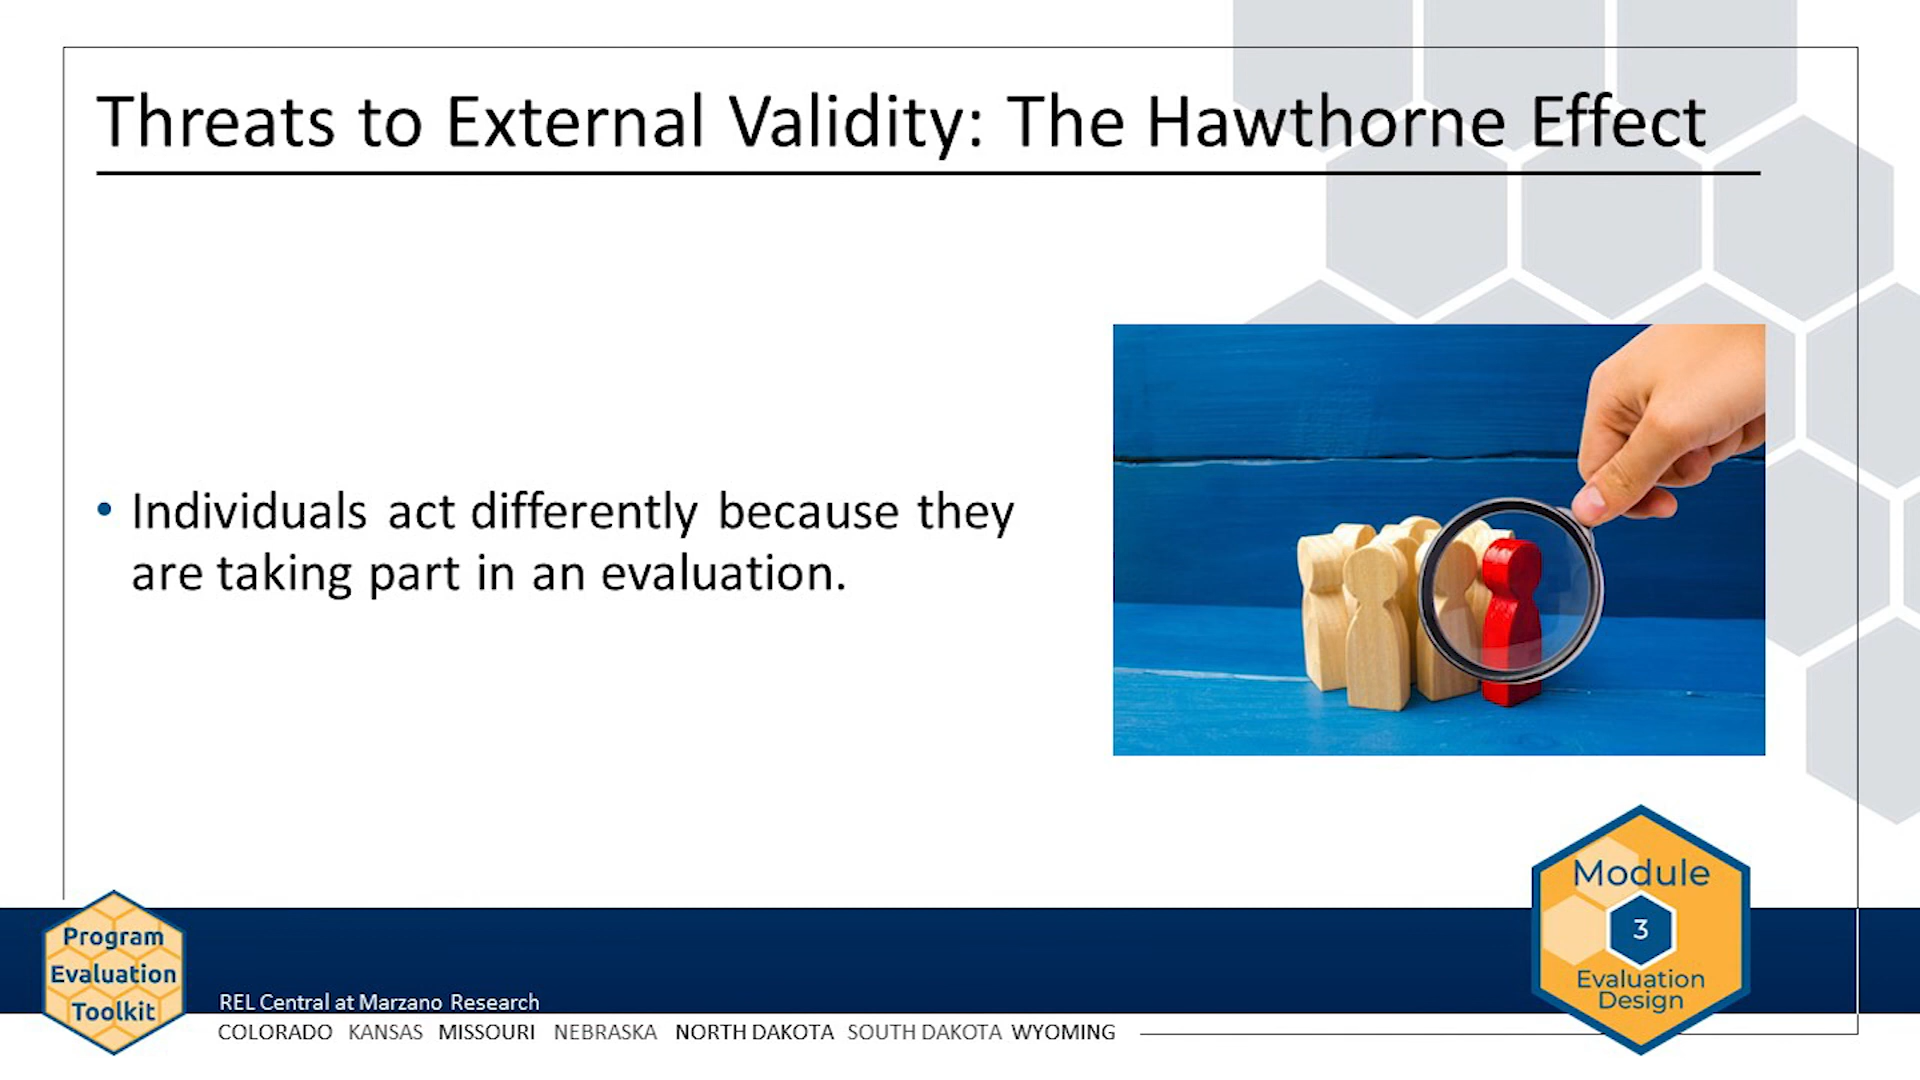 Threats to External Validity: The Hawthorne Effect
• Individuals act differently because they
are taking part in an evaluation.
Module
3
Evaluation
Design
Program
Evaluation
Toolkit
REL Central at Marzano Research
COLORADO KANSAS MISSOURI NEBRASKA NORTH DAKOTA SOUTH DAKOTA WYOMING